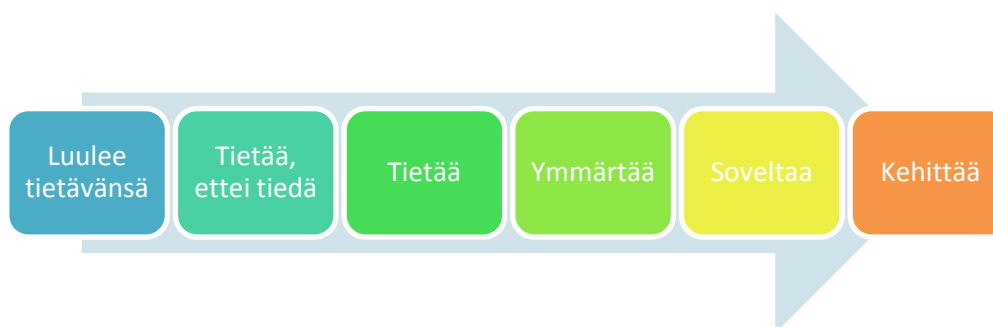 Luulee
tietävänsä
Tietää,
ettei tiedä
Tietää
Ymmärtää
Soveltaa
Kehittää